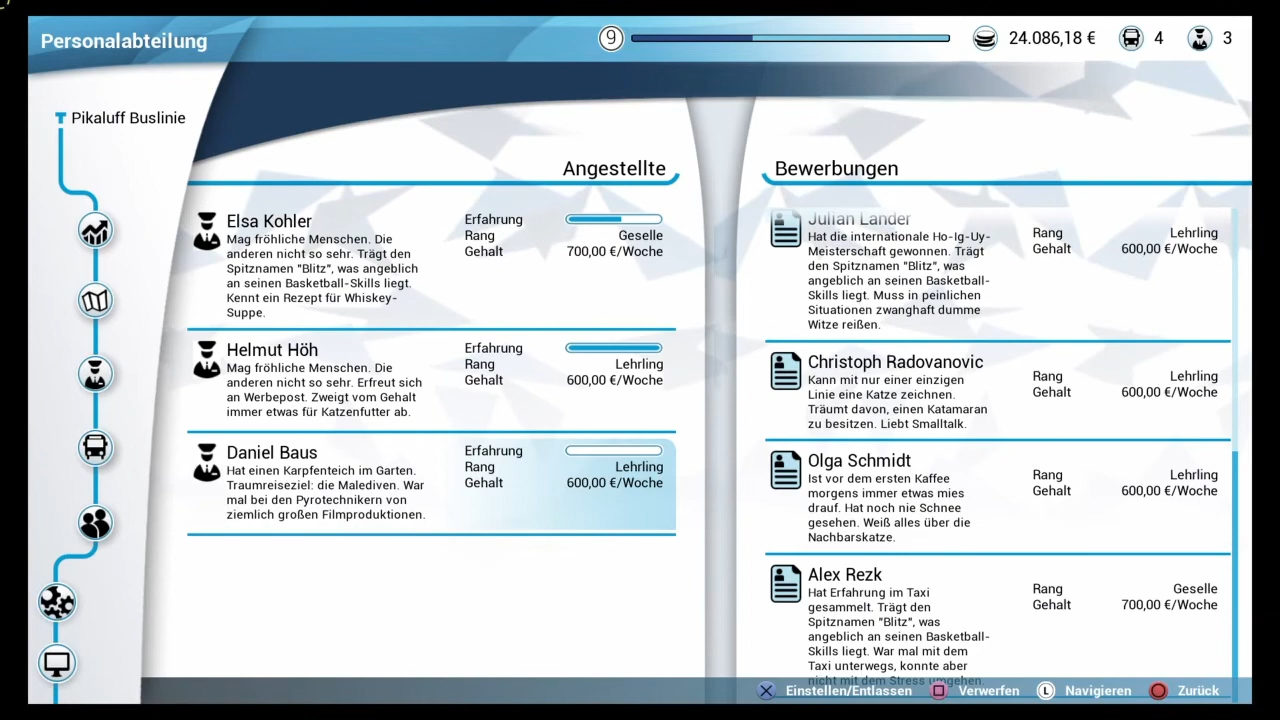 Personalabteilung
9
24.086,18 €
4
3
Pikaluff Buslinie
Angestellte
Elsa Kohler
Mag fröhliche Menschen. Die
anderen nicht so sehr. Trägt den
Spitznamen "Blitz", was angeblich
an seinen Basketball-Skills liegt.
Kennt ein Rezept für Whiskey-
Suppe.
Erfahrung
Rang Geselle
Gehalt 700,00 €/Woche
Helmut Höh
Mag fröhliche Menschen. Die
anderen nicht so sehr. Erfreut sich
an Werbepost. Zweigt vom Gehalt
immer etwas für Katzenfutter ab.
Erfahrung
Rang Lehrling
Gehalt 600,00 €/Woche
Daniel Baus
Hat einen Karpfenteich im Garten.
Traumreiseziel: die Malediven. War
mal bei den Pyrotechnikern von
ziemlich großen Filmproduktionen.
Erfahrung
Rang Lehrling
Gehalt 600,00 €/Woche
Bewerbungen
Julian Lander
Hat die internationale Ho-Ig-Uy-
Meisterschaft gewonnen. Trägt
den Spitznamen "Blitz", was
angeblich an seinen Basketball-
Skills liegt. Muss in peinlichen
Situationen zwanghaft dumme
Witze reißen.
Rang Lehrling
Gehalt 600,00 €/Woche
Christoph Radovanovic
Kann mit nur einer einzigen
Linie eine Katze zeichnen.
Träumt davon, einen Katamaran
zu besitzen. Liebt Smalltalk.
Rang Lehrling
Gehalt 600,00 €/Woche
Olga Schmidt
Ist vor dem ersten Kaffee
morgens immer etwas mies
drauf. Hat noch nie Schnee
gesehen. Weiß alles über die
Nachbarskatze.
Rang Lehrling
Gehalt 600,00 €/Woche
Alex Rezk
Hat Erfahrung im Taxi
gesammelt. Trägt den
Spitznamen "Blitz", was
angeblich an seinen Basketball-
Skills liegt. War mal mit dem
Taxi unterwegs, konnte aber
nicht mit dem Stress umgehen.
Rang Geselle
Gehalt 700,00 €/Woche
Einstellen/Entlassen Verwerfen L Navigieren Zurück